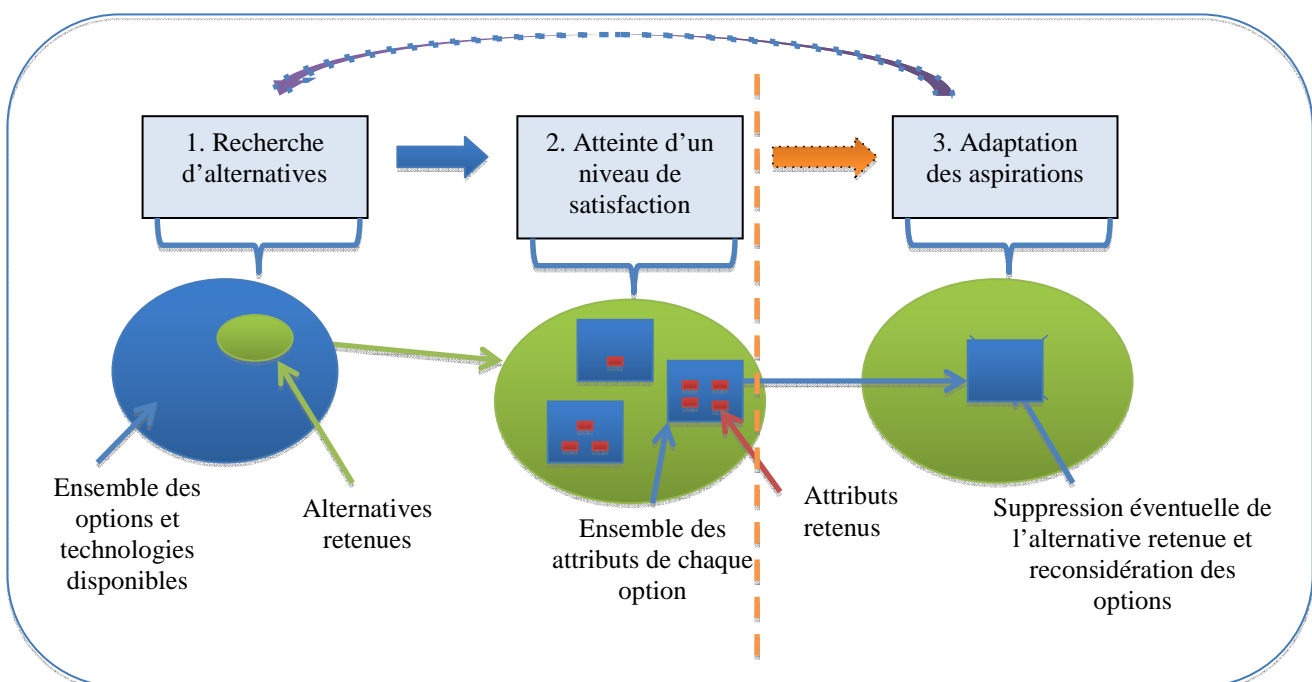 1. Recherche
d’alternatives
2. Atteinte d’un
niveau de
satisfaction
3. Adaptation
des aspirations
Ensemble des
options et
technologies
disponibles
Alternatives
retenues
Ensemble des
attributs de chaque
option
Attributs
retenus
Suppression éventuelle de
l’alternative retenue et
reconsidération des
options